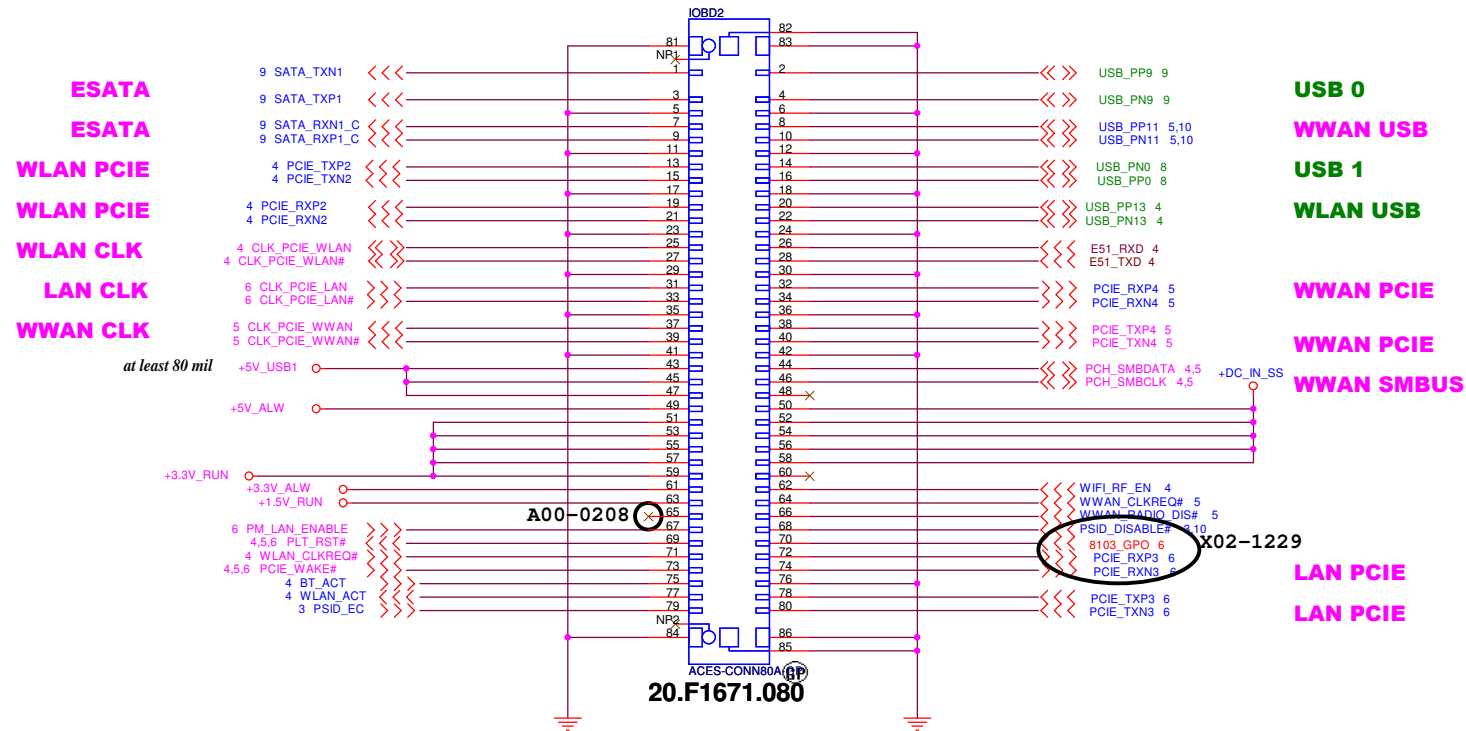 IOBD2
82
81
83
NP1
9 SATA_TXN1
1
2
USB_PP9 9
ESATA
9 SATA_TXP1
3
4
USB_PN9 9
USB 0
5
6
9 SATA_RXN1_C
7
8
USB_PP11 5,10
ESATA
9 SATA_RXP1_C
9
10
USB_PN11 5,10
WWAN USB
11
12
WLAN PCIE
4 PCIE_TXP2
13
14
USB_PN0 8
USB 1
4 PCIE_TXN2
15
16
USB_PP0 8
17
18
WLAN PCIE
4 PCIE_RXP2
19
20
USB_PP13 4
WLAN USB
4 PCIE_RXN2
21
22
USB_PN13 4
23
24
WLAN CLK
4 CLK_PCIE_WLAN
25
26
E51_RXD 4
4 CLK_PCIE_WLAN#
27
28
E51_TXD 4
29
30
LAN CLK
6 CLK_PCIE_LAN
31
32
PCIE_RXP4 5
WWAN PCIE
6 CLK_PCIE_LAN#
33
34
PCIE_RXN4 5
35
36
WWAN CLK
5 CLK_PCIE_WWAN
37
38
PCIE_TXP4 5
5 CLK_PCIE_WWAN#
39
40
PCIE_TXN4 5
WWAN PCIE
41
42
at least 80 mil
+5V_USB1
43
44
PCH_SMBDATA 4,5
+DC_IN_SS
45
46
PCH_SMBCLK 4,5
WWAN SMBUS
47
48
+5V_ALW
49
50
51
52
53
54
55
56
57
58
+3.3V_RUN
59
60
+3.3V_ALW
61
62
WIFI_RF_EN 4
+1.5V_RUN
63
64
WWAN_CLKREQ# 5
A00-0208
65
66
WWAN_RADIO_DIS# 5
6 PM_LAN_ENABLE
67
68
PSID_DISABLE# 3,10
4,5,6 PLT_RST#
69
70
8103_GPO 6
X02-1229
4 WLAN_CLKREQ#
71
72
PCIE_RXP3 6
4,5,6 PCIE_WAKE#
73
74
PCIE_RXN3 6
LAN PCIE
4 BT_ACT
75
76
4 WLAN_ACT
77
78
PCIE_TXP3 6
3 PSID_EC
79
80
PCIE_TXN3 6
LAN PCIE
NP2
84
86
85
ACES-CONN80A
GP
20.F1671.080